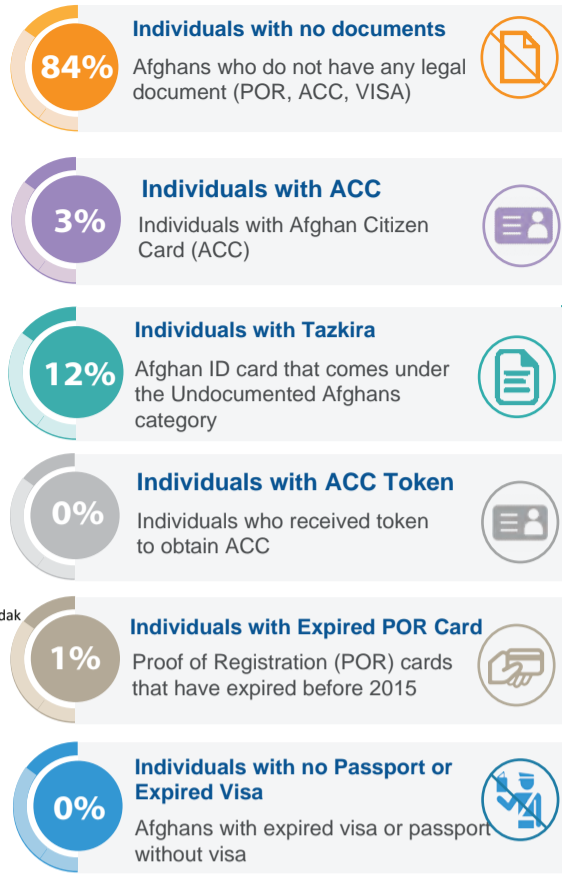 84%
Individuals with no documents
Afghans who do not have any legal
document (POR, ACC, VISA)
3%
Individuals with ACC
Individuals with Afghan Citizen
Card (ACC)
12%
Individuals with Tazkira
Afghan ID card that comes under
the Undocumented Afghans
category
0%
Individuals with ACC Token
Individuals who received token
to obtain ACC
dak
1%
Individuals with Expired POR Card
Proof of Registration (POR) cards
that have expired before 2015
0%
Individuals with no Passport or
Expired Visa
Afghans with expired visa or passport
without visa